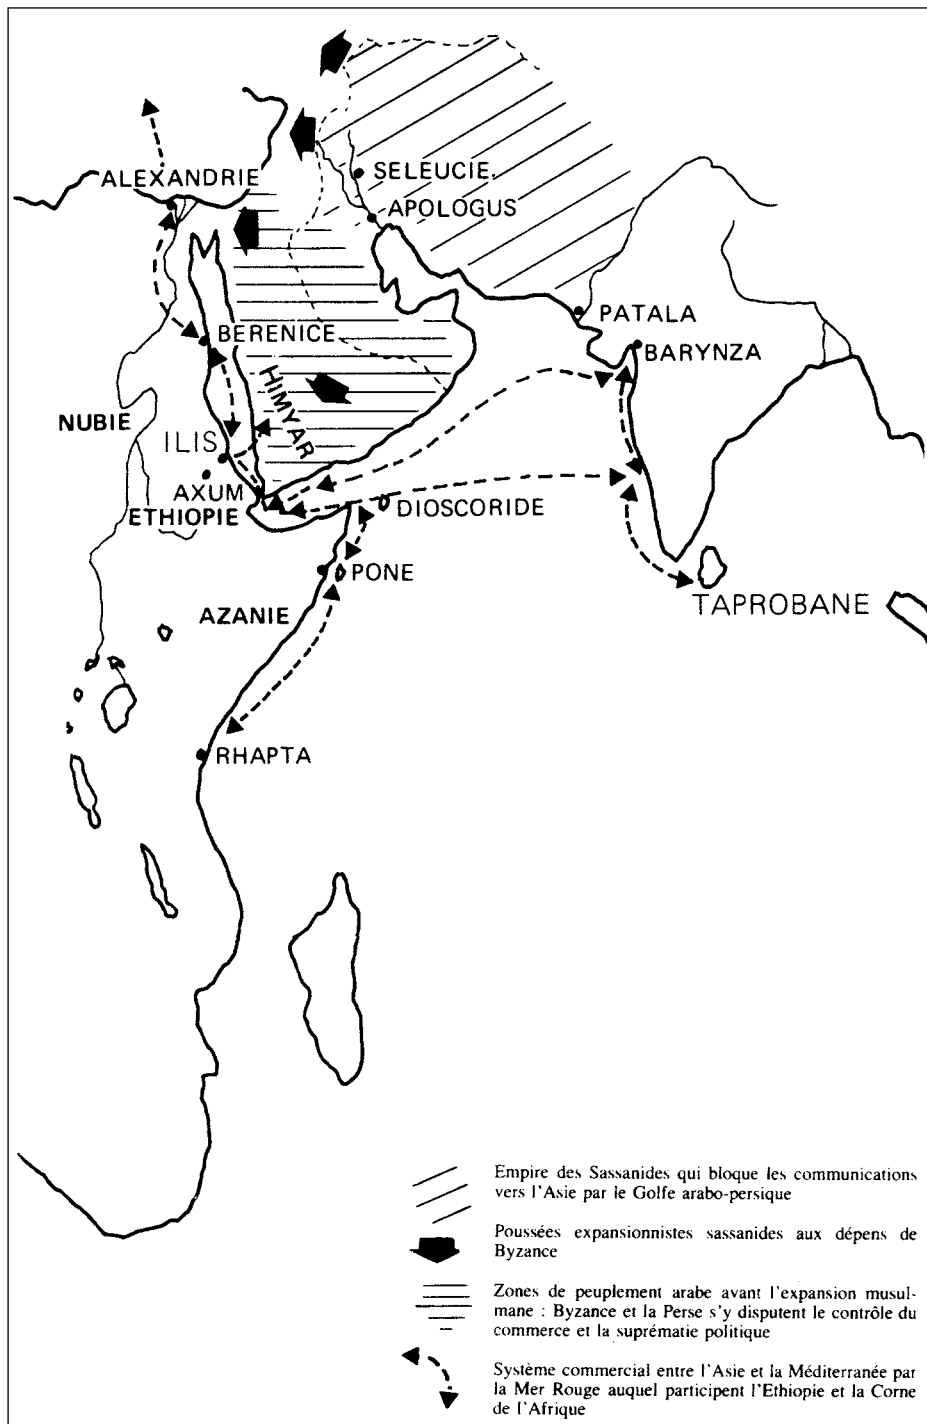 ALEXANDRIE
SELEUCIE.
APOLOGUS
PATALA
BERENICE
BARYNZA
HIMYAR
NUBIE
ILIS
AXUM
ETHIOPIE
DIOSCORIDE
PONE
TAPROBANE
AZANIE
RHAPTA
Empire des Sassanides qui bloque les communications
vers l'Asie par le Golfe arabo-persique
Poussées expansionnistes sassanides aux dépens de
Byzance
Zones de peuplement arabe avant l'expansion musul-
mane : Byzance et la Perse s'y disputent le contrôle du
commerce et la suprématie politique
Système commercial entre l'Asie et la Méditerranée par
la Mer Rouge auquel participent l'Ethiopie et la Corne
de l'Afrique